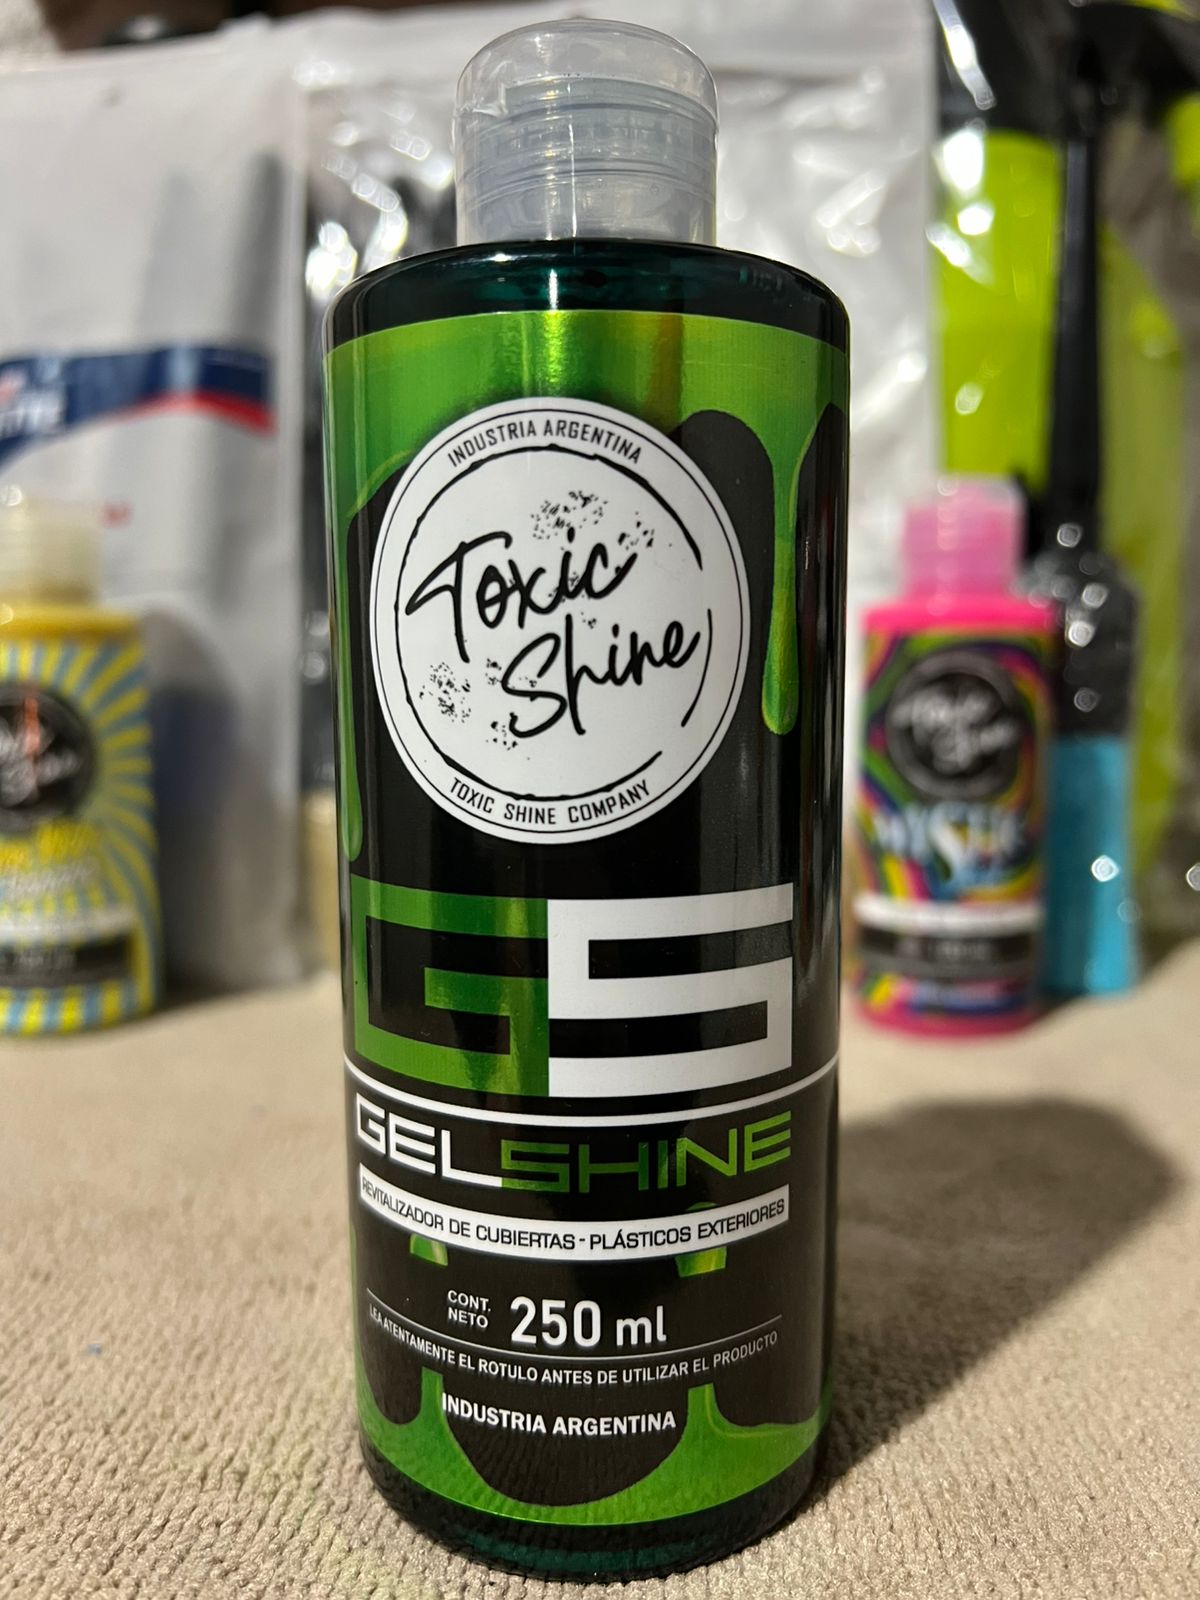 INDUSTRIA ARGENTINA
Toxic
Shine
TOXIC SHINE COMPANY
GS
GELSHINE
REVITALIZADOR DE CUBIERTAS - PLÁSTICOS EXTERIORES
CONT.
NETO
250 ml
LEA ATENTAMENTE EL ROTULO ANTES DE UTILIZAR EL PRODUCTO
INDUSTRIA ARGENTINA